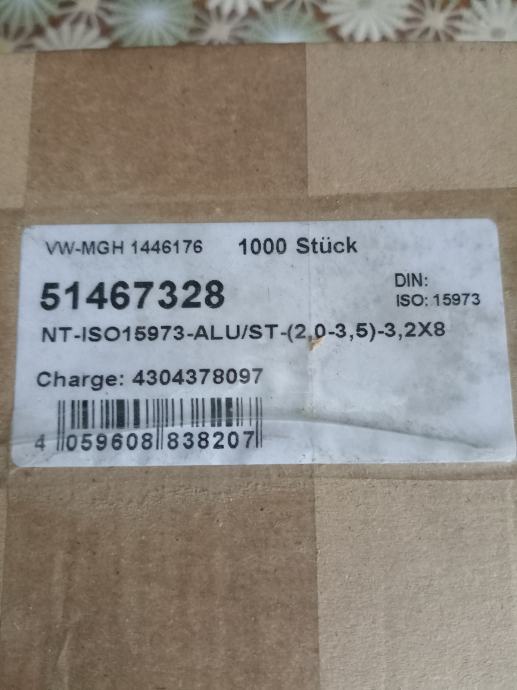 VW-MGH 1446176 1000 Stück
51467328
DIN:
ISO: 15973
NT-ISO15973-ALU/ST-(2,0-3,5)-3,2X8
Charge: 4304378097
4 059608 838207